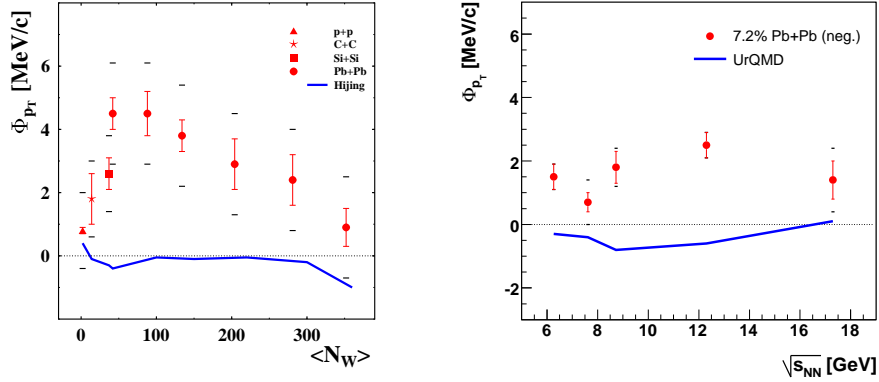 Φ_{p_T} [MeV/c]
6
4
2
0
p+p
C+C
Si+Si
Pb+Pb
Hijing
0 100 200 300
<N_W>
Φ_{p_T} [MeV/c]
6
4
2
0
-2
7.2% Pb+Pb (neg.)
UrQMD
6 8 10 12 14 16 18
√s_{NN} [GeV]